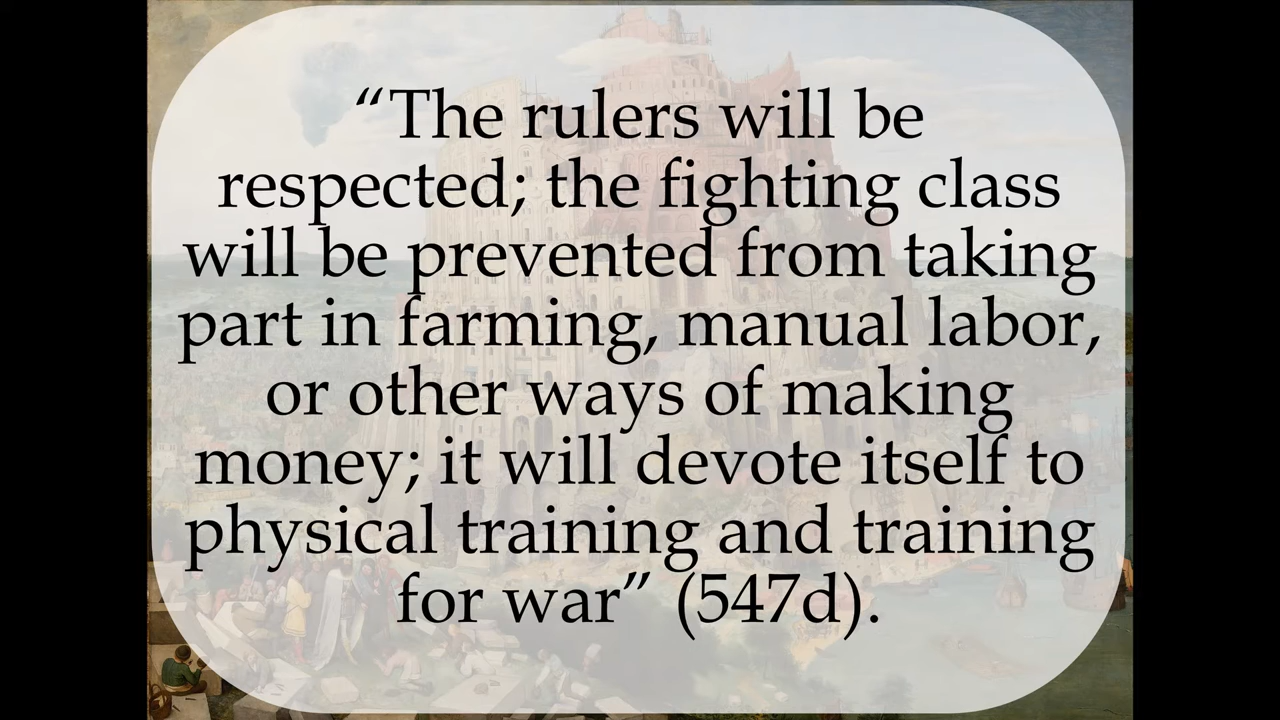 “The rulers will be
respected; the fighting class
will be prevented from taking
part in farming, manual labor,
or other ways of making
money; it will devote itself to
physical training and training
for war” (547d).